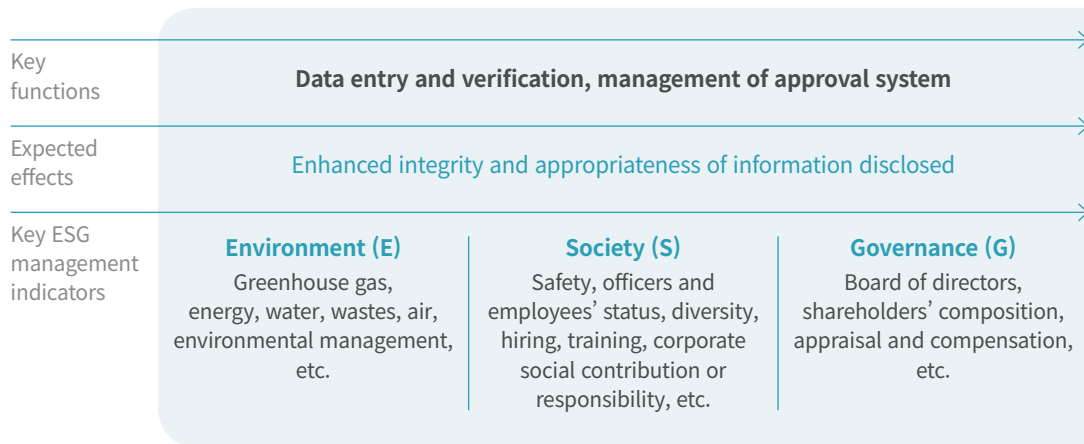 Key
functions
Data entry and verification, management of approval system
Expected
effects
Enhanced integrity and appropriateness of information disclosed
Key ESG
management
indicators
Environment (E)
Greenhouse gas,
energy, water, wastes, air,
environmental management,
etc.
Society (S)
Safety, officers and
employees’ status, diversity,
hiring, training, corporate
social contribution or
responsibility, etc.
Governance (G)
Board of directors,
shareholders’ composition,
appraisal and compensation,
etc.